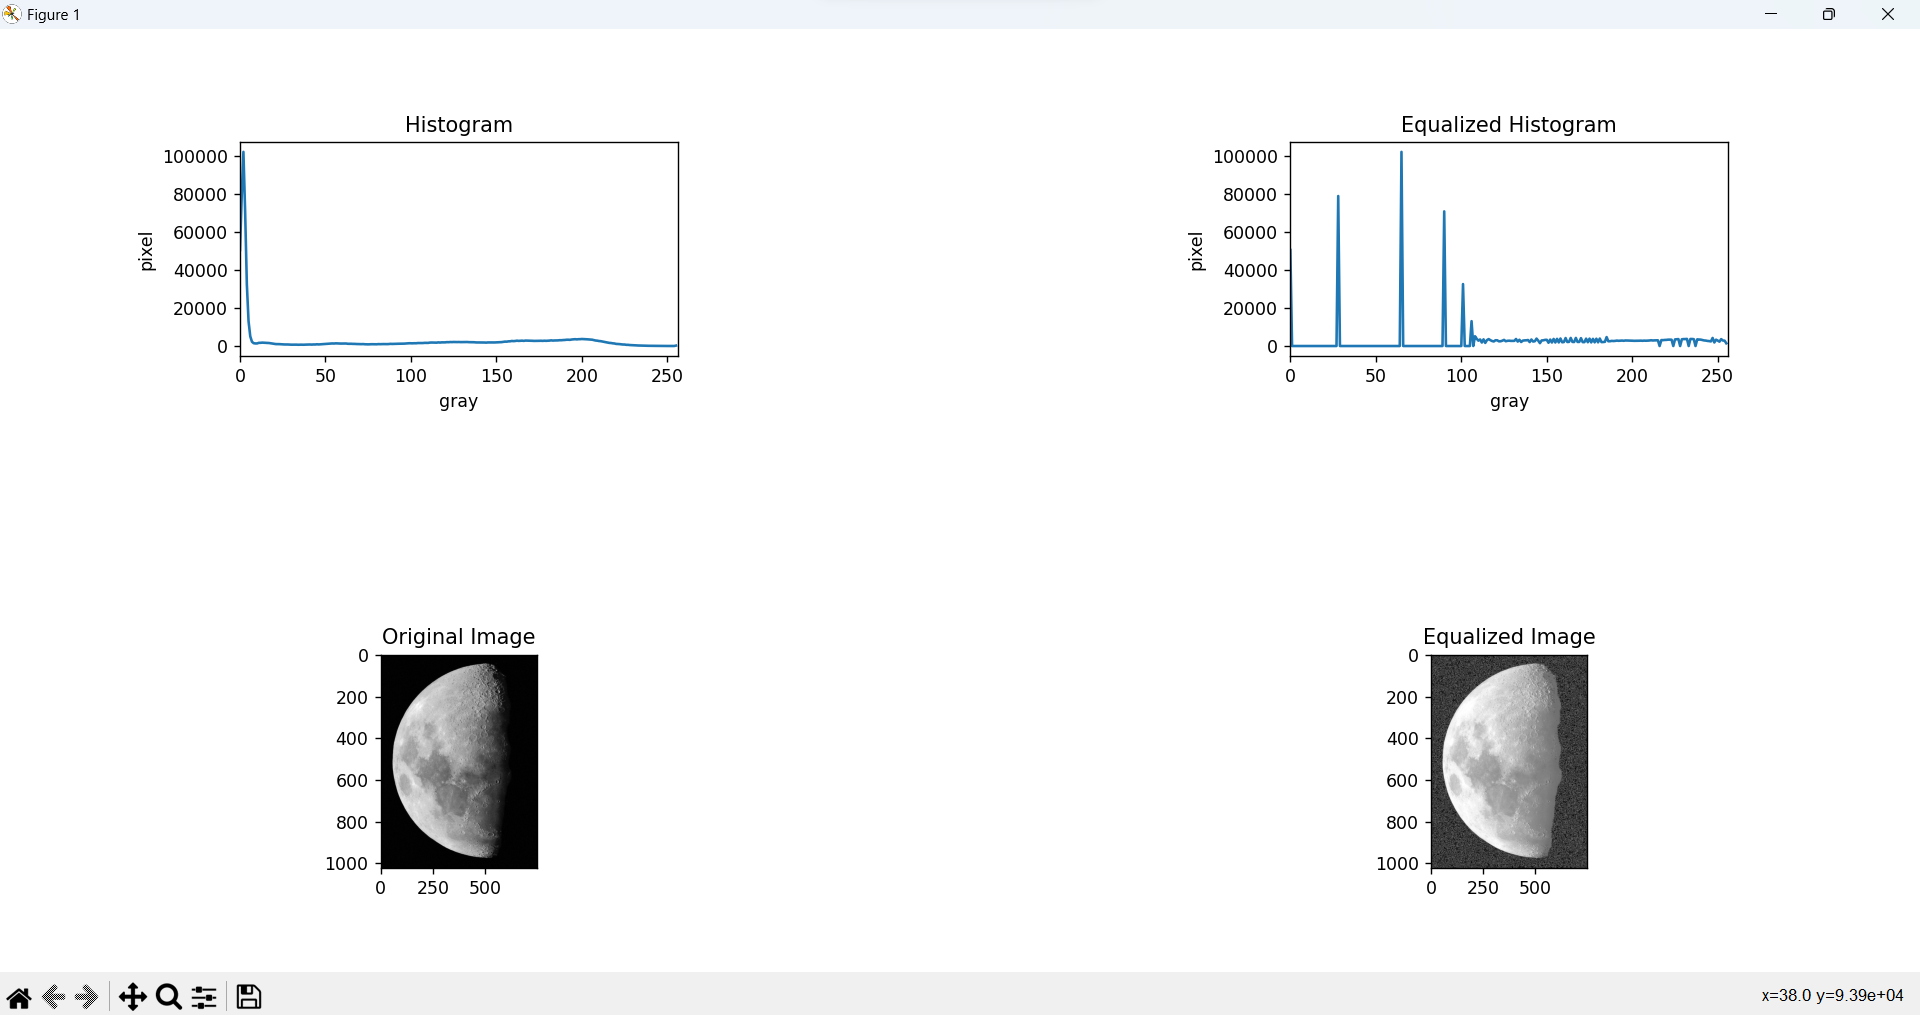 Figure 1
Histogram
100000
80000
60000
40000
20000
0
pixel
0 50 100 150 200 250
gray
Equalized Histogram
100000
80000
60000
40000
20000
0
pixel
0 50 100 150 200 250
gray
Original Image
0
200
400
600
800
1000
0 250 500
Equalized Image
0
200
400
600
800
1000
0 250 500
x=38.0 y=9.39e+04